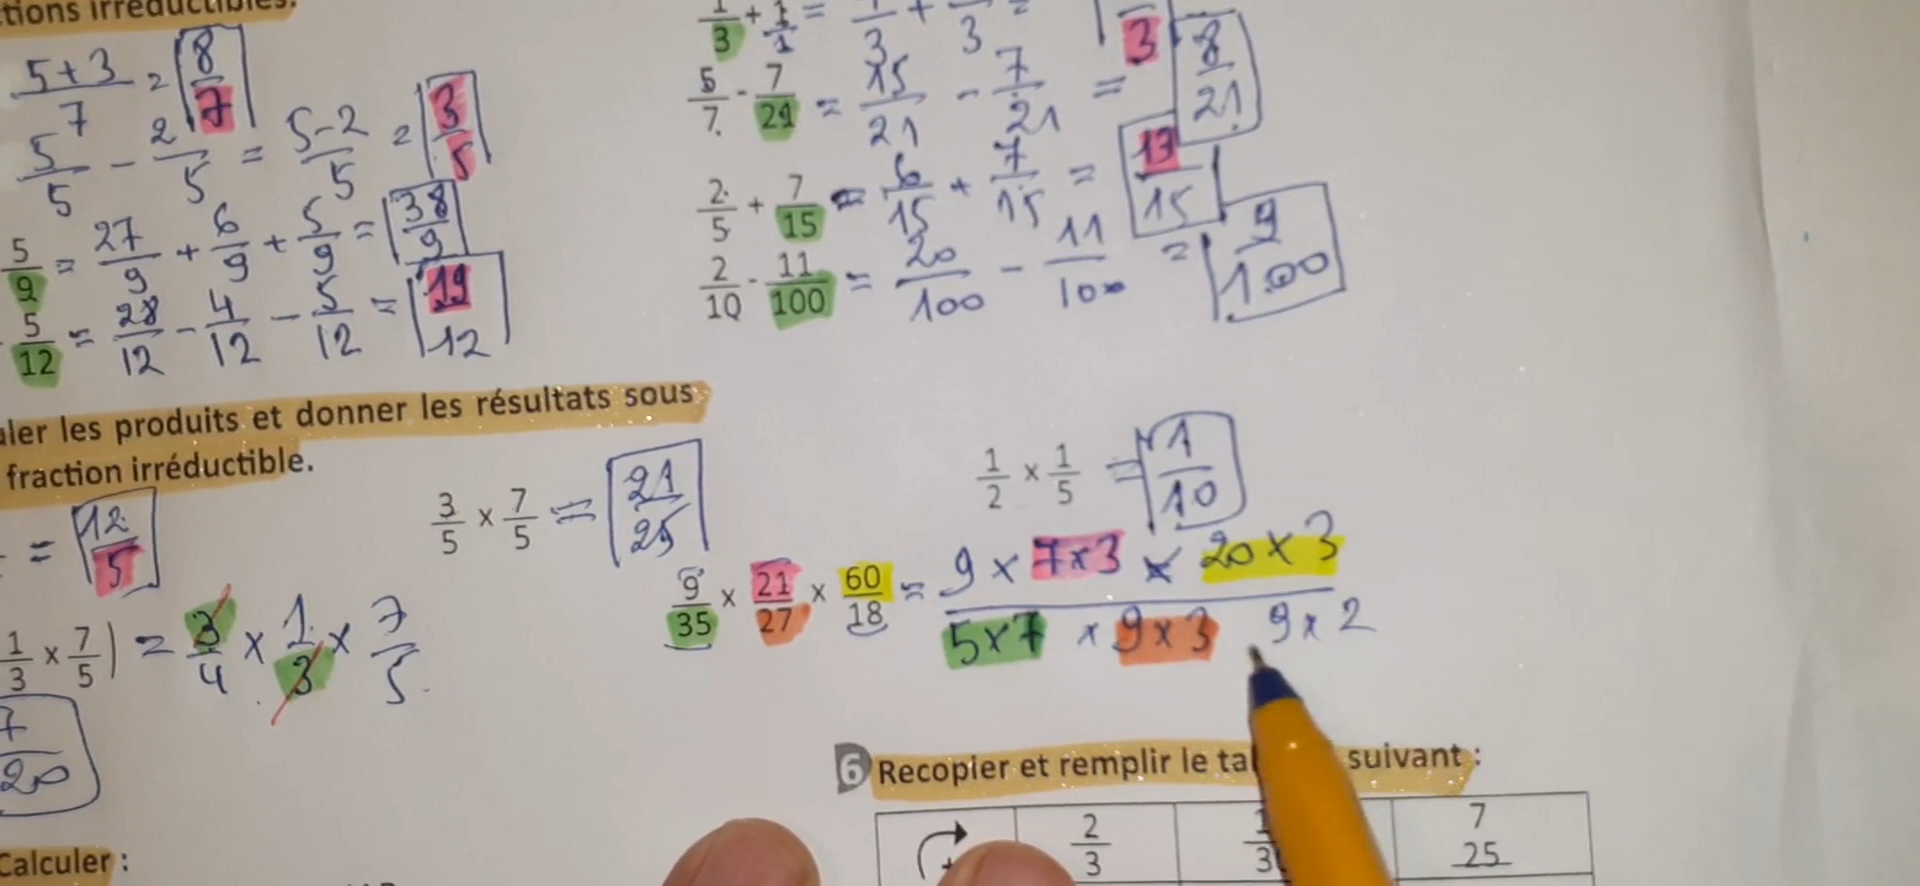 ctions irréductibles.
5+3/7 = 8/7
5/5 - 2/5 = 5-2/5 = 3/5
5/9 = 27/9 + 6/9 + 5/9 = 38/9
- 5/12 = 28/12 - 4/12 - 5/12 = 19/12
1/3 + 1/1 = 1/3 + /3 = /3
5/7 - 7/21 = 15/21 - 7/21 = 8/21
2/5 + 7/15 = 6/15 + 7/15 = 13/15
2/10 - 11/100 = 20/100 - 11/100 = 9/100
uler les produits et donner les résultats sous
fraction irréductible.
= 12/5
3/5 × 7/5 = 21/25
1/2 × 1/5 = 1/10
1/3 × 7/5) = 3/4 × 1/3 × 7/5
7/20
9/35 × 21/27 × 60/18 = 9 × 7×3 × 20×3 / 5×7 × 9×3 9×2
6 Recopier et remplir le ta suivant :
2/3 7/25
Calculer :